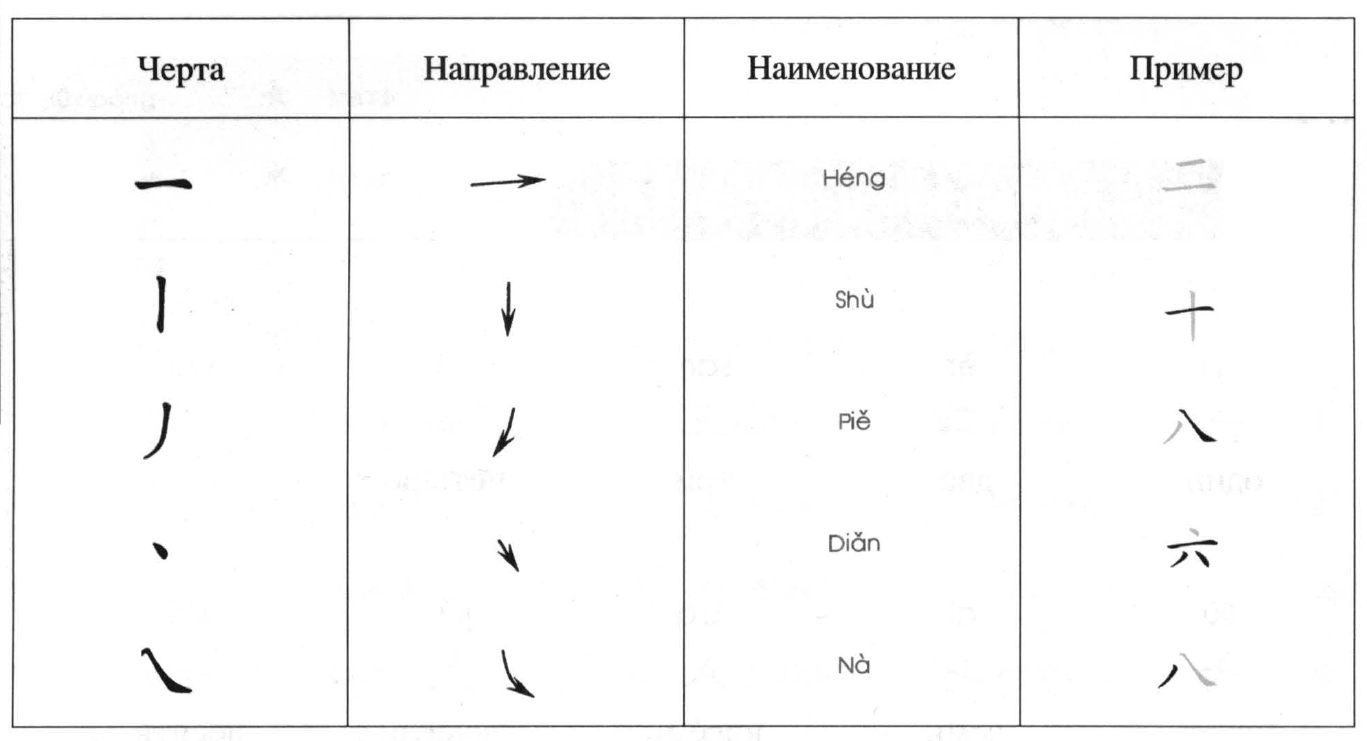 Черта Направление Наименование Пример
一 Héng 二
丨 Shù 十
丿 Piě 八
丶 Diǎn 六
㇏ Nà 八